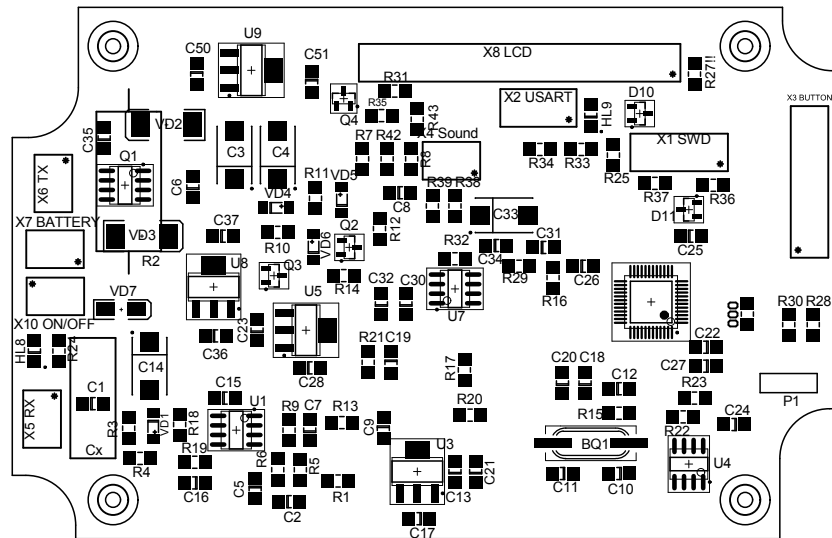 U9
C50
C51
X8 LCD
R27!!
R31
X2 USART
HL9
D10
X3 BUTTON
Q4
R35
R43
VD2
C35
X4 Sound
X1 SWD
C3
C4
R7
R42
R8
R34
R33
R25
Q1
X6 TX
C6
R11
VD5
VD4
C8
R39
R38
R37
R36
X7 BATTERY
VD3
C37
R10
VD6
Q2
R12
C33
D11
R2
U8
Q3
R14
R32
C34
C31
C25
R29
R16
C26
VD7
C32
C30
U5
U7
X10 ON/OFF
C23
000
R30
R28
HL8
R24
C36
C22
C14
C28
R21
C19
R17
C20
C18
C27
C12
R23
P1
C1
C15
U1
X5 RX
R3
VD1
R18
R9
C7
R13
C9
R20
R15
R22
C24
Cx
R4
R19
R6
R5
U3
BQ1
U4
C16
C5
R1
C13
C21
C11
C10
C2
C17